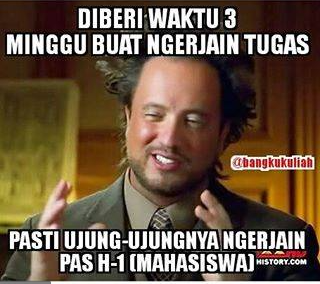 DIBERI WAKTU 3
MINGGU BUAT NGERJAIN TUGAS
@bangkukuliah
PASTI UJUNG-UJUNGNYA NGERJAIN
PAS H-1 (MAHASISWA)
HISTORY.COM